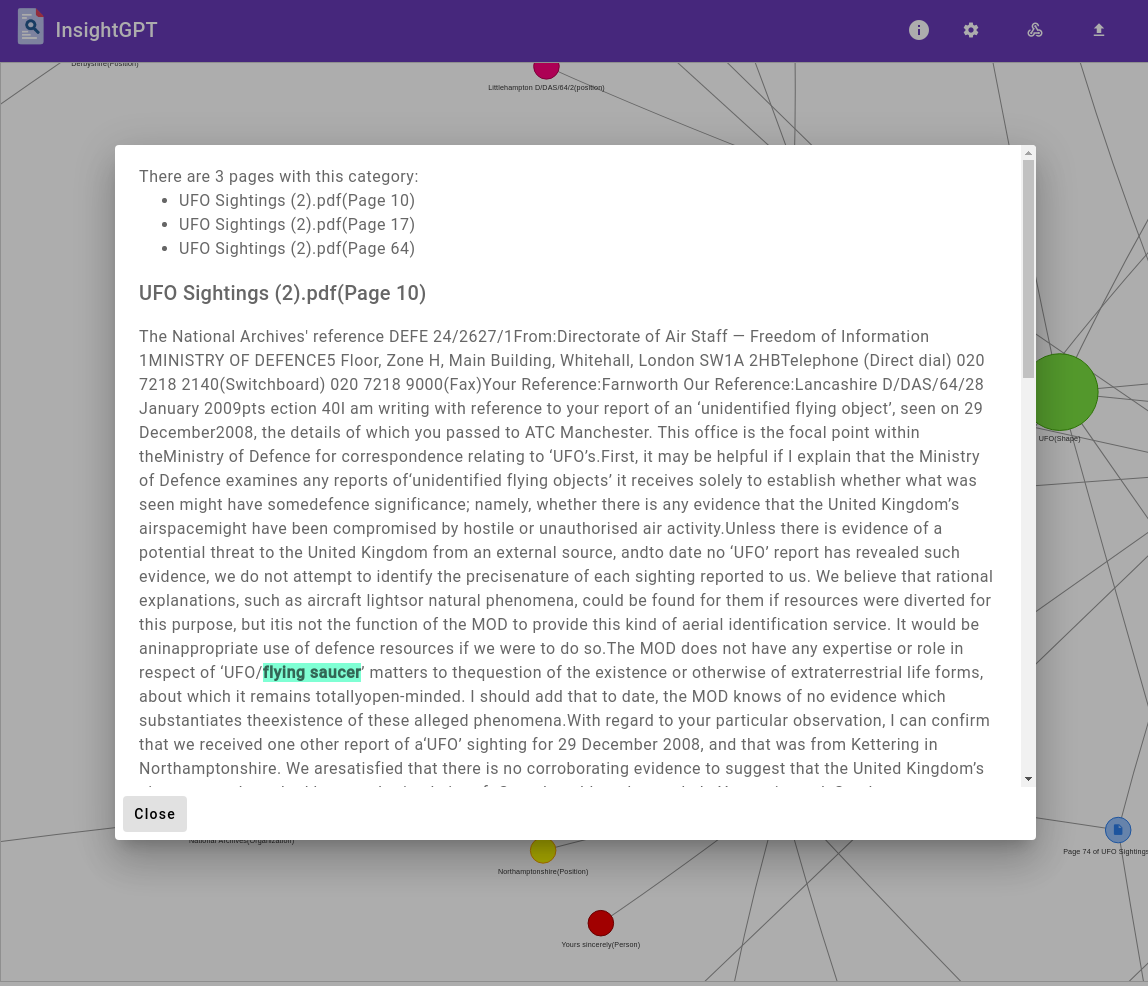 InsightGPT
Derbyshire(Position)
Littlehampton D/DAS/64/2(position)
There are 3 pages with this category:
UFO Sightings (2).pdf(Page 10)
UFO Sightings (2).pdf(Page 17)
UFO Sightings (2).pdf(Page 64)
UFO Sightings (2).pdf(Page 10)
The National Archives' reference DEFE 24/2627/1From:Directorate of Air Staff — Freedom of Information
1MINISTRY OF DEFENCE5 Floor, Zone H, Main Building, Whitehall, London SW1A 2HBTelephone (Direct dial) 020
7218 2140(Switchboard) 020 7218 9000(Fax)Your Reference:Farnworth Our Reference:Lancashire D/DAS/64/28
January 2009pts ection 40I am writing with reference to your report of an ‘unidentified flying object’, seen on 29
December2008, the details of which you passed to ATC Manchester. This office is the focal point within
theMinistry of Defence for correspondence relating to ‘UFO’s.First, it may be helpful if I explain that the Ministry
of Defence examines any reports of‘unidentified flying objects’ it receives solely to establish whether what was
seen might have somedefence significance; namely, whether there is any evidence that the United Kingdom’s
airspacemight have been compromised by hostile or unauthorised air activity.Unless there is evidence of a
potential threat to the United Kingdom from an external source, andto date no ‘UFO’ report has revealed such
evidence, we do not attempt to identify the precisenature of each sighting reported to us. We believe that rational
explanations, such as aircraft lightsor natural phenomena, could be found for them if resources were diverted for
this purpose, but itis not the function of the MOD to provide this kind of aerial identification service. It would be
aninappropriate use of defence resources if we were to do so.The MOD does not have any expertise or role in
respect of ‘UFO/flying saucer’ matters to thequestion of the existence or otherwise of extraterrestrial life forms,
about which it remains totallyopen-minded. I should add that to date, the MOD knows of no evidence which
substantiates theexistence of these alleged phenomena.With regard to your particular observation, I can confirm
that we received one other report of a‘UFO’ sighting for 29 December 2008, and that was from Kettering in
Northamptonshire. We aresatisfied that there is no corroborating evidence to suggest that the United Kingdom’s
UFO(Shape)
Close
National Archives(Organization)
Northamptonshire(Position)
Page 74 of UFO Sightings
Yours sincerely(Person)